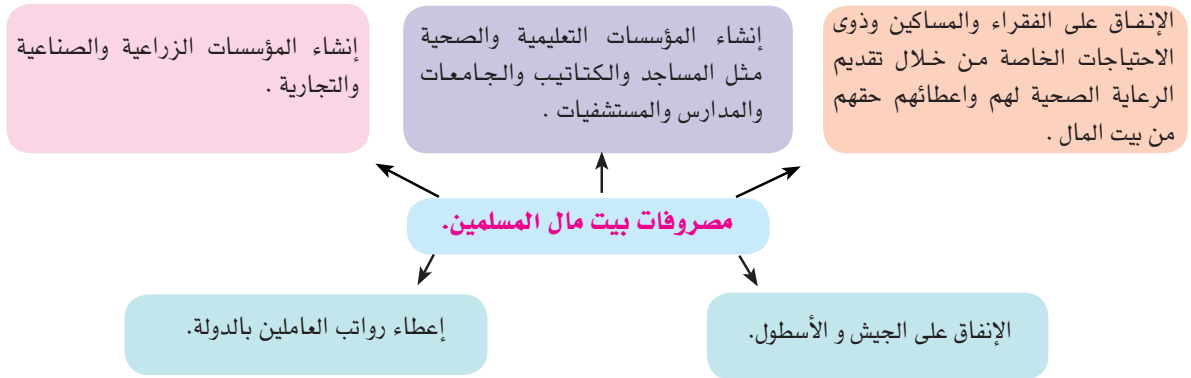 الإنفاق على الفقراء والمساكين وذوى
الاحتياجات الخاصة من خلال تقديم
الرعاية الصحية لهم واعطائهم حقهم
من بيت المال .
إنشاء المؤسسات التعليمية والصحية
مثل المساجد والكتاتيب والجامعات
والمدارس والمستشفيات .
إنشاء المؤسسات الزراعية والصناعية
والتجارية .
مصروفات بيت مال المسلمين.
الإنفاق على الجيش و الأسطول.
إعطاء رواتب العاملين بالدولة.